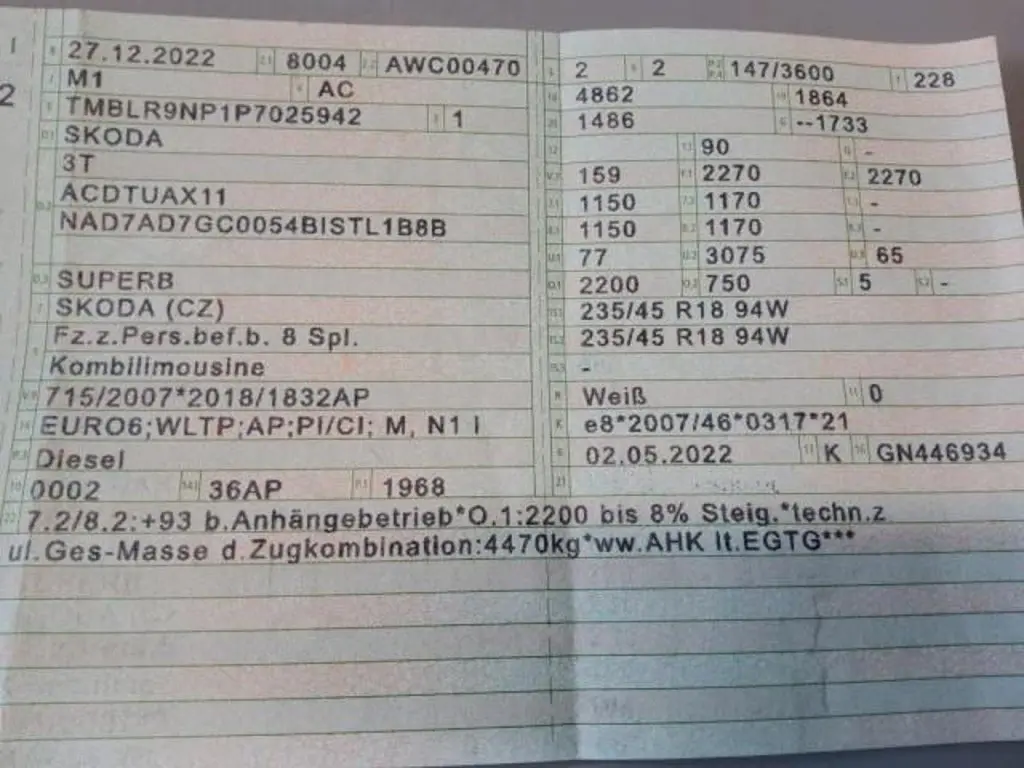 27.12.2022 8004 AWC00470
M1 AC
TMBLR9NP1P7025942 1
SKODA
3T
ACDTUAX11
NAD7AD7GC0054BISTL1B8B
SUPERB
SKODA (CZ)
Fz.z.Pers.bef.b. 8 Spl.
Kombilimousine
715/2007*2018/1832AP
EURO6;WLTP;AP;PI/CI; M, N1 I
Diesel
0002 36AP 1968
2 2 147/3600 228
4862 1864
1486 --1733
90 -
159 2270 2270
1150 1170 -
1150 1170 -
77 3075 65
2200 750 5 -
235/45 R18 94W
235/45 R18 94W
-
Weiß 0
e8*2007/46*0317*21
02.05.2022 K GN446934
7.2/8.2:+93 b.Anhängebetrieb*O.1:2200 bis 8% Steig.*techn.z
ul.Ges-Masse d.Zugkombination:4470kg*ww.AHK lt.EGTG***